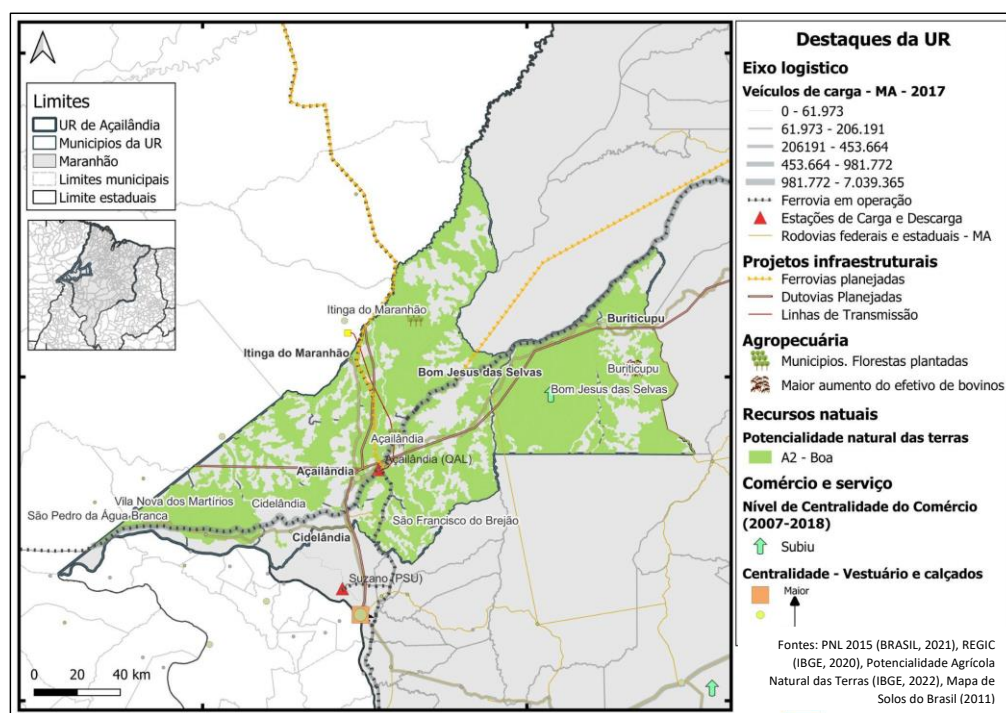 Limites
UR de Açailândia
Municipios da UR
Maranhão
Limites municipais
Limite estaduais
Itinga do Maranhão
Itinga do Maranhão
Buriticupu
Bom Jesus das Selvas
Buriticupu
Bom Jesus das Selvas
Açailândia
Açailândia (QAL)
Açailândia
Vila Nova dos Martírios
Cidelândia
São Pedro da Água Branca
São Francisco do Brejão
Cidelândia
Suzano (PSU)
0 20 40 km
Destaques da UR
Eixo logistico
Veículos de carga - MA - 2017
0 - 61.973
61.973 - 206.191
206191 - 453.664
453.664 - 981.772
981.772 - 7.039.365
Ferrovia em operação
Estações de Carga e Descarga
Rodovias federais e estaduais - MA
Projetos infraestruturais
Ferrovias planejadas
Dutovias Planejadas
Linhas de Transmissão
Agropecuária
Municipios. Florestas plantadas
Maior aumento do efetivo de bovinos
Recursos natuais
Potencialidade natural das terras
A2 - Boa
Comércio e serviço
Nível de Centralidade do Comércio
(2007-2018)
Subiu
Centralidade - Vestuário e calçados
Maior
Fontes: PNL 2015 (BRASIL, 2021), REGIC
(IBGE, 2020), Potencialidade Agrícola
Natural das Terras (IBGE, 2022), Mapa de
Solos do Brasil (2011)